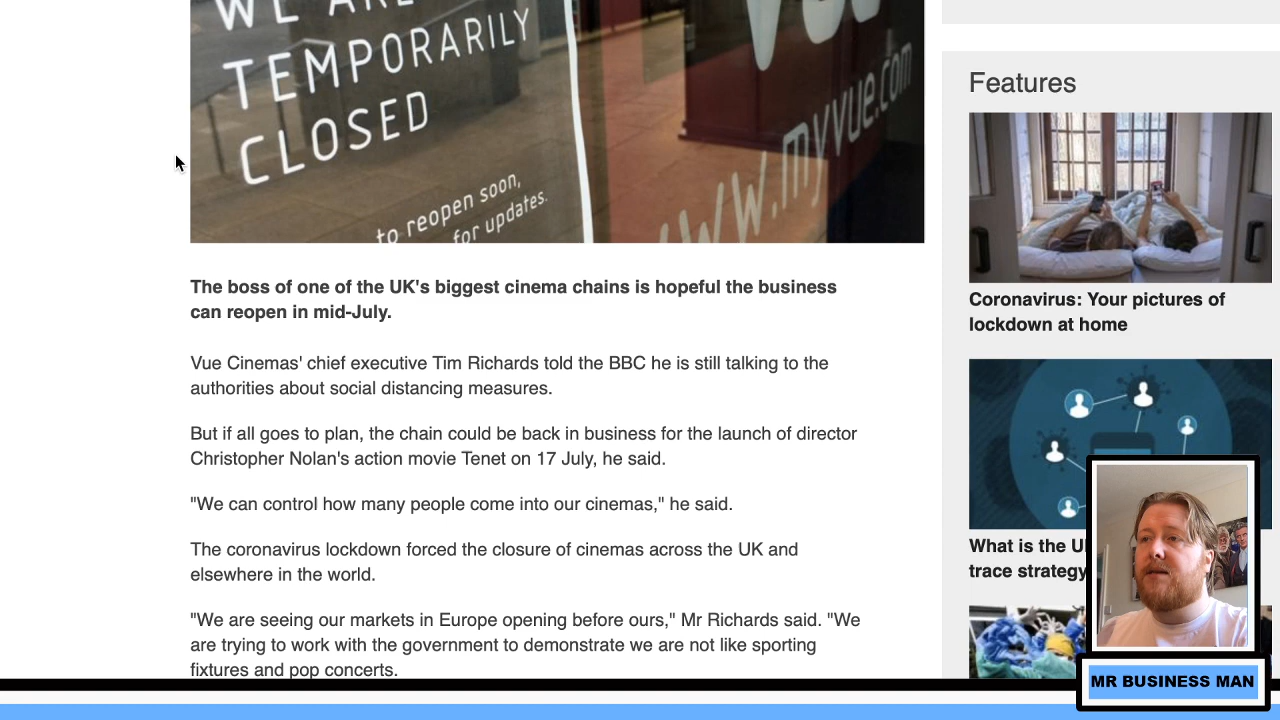 WE ARE
TEMPORARILY
CLOSED
to reopen soon,
for updates.
www.myvue.com
The boss of one of the UK's biggest cinema chains is hopeful the business
can reopen in mid-July.
Vue Cinemas' chief executive Tim Richards told the BBC he is still talking to the
authorities about social distancing measures.
But if all goes to plan, the chain could be back in business for the launch of director
Christopher Nolan's action movie Tenet on 17 July, he said.
"We can control how many people come into our cinemas," he said.
The coronavirus lockdown forced the closure of cinemas across the UK and
elsewhere in the world.
"We are seeing our markets in Europe opening before ours," Mr Richards said. "We
are trying to work with the government to demonstrate we are not like sporting
fixtures and pop concerts.
Features
Coronavirus: Your pictures of
lockdown at home
What is the
trace strategy
MR BUSINESS MAN